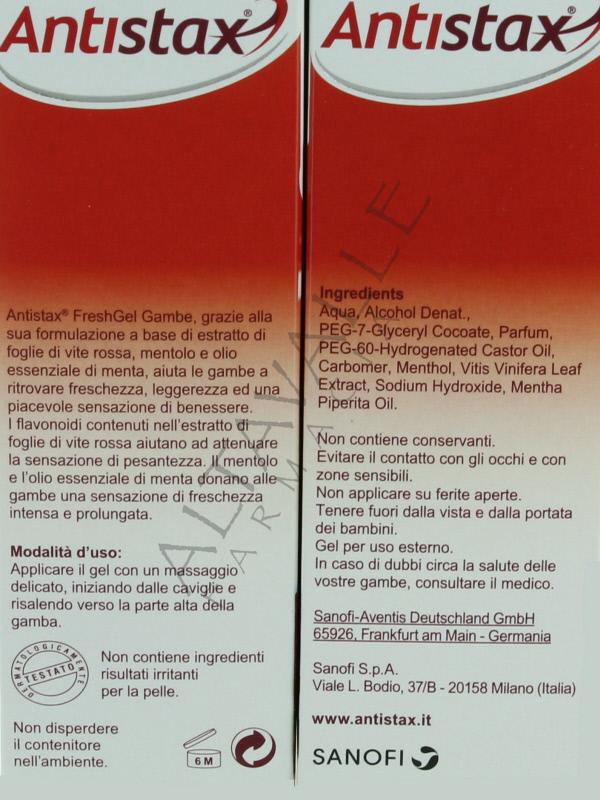 Antistax®
Antistax® FreshGel Gambe, grazie alla
sua formulazione a base di estratto di
foglie di vite rossa, mentolo e olio
essenziale di menta, aiuta le gambe a
ritrovare freschezza, leggerezza ed una
piacevole sensazione di benessere.
I flavonoidi contenuti nell'estratto di
foglie di vite rossa aiutano ad attenuare
la sensazione di pesantezza. Il mentolo
e l'olio essenziale di menta donano alle
gambe una sensazione di freschezza
intensa e prolungata.
Modalità d'uso:
Applicare il gel con un massaggio
delicato, iniziando dalle caviglie e
risalendo verso la parte alta della
gamba.
DERMATOLOGICAMENTE
TESTATO
Non contiene ingredienti
risultati irritanti
per la pelle.
Non disperdere
il contenitore
nell'ambiente.
6 M
Antistax®
Ingredients
Aqua, Alcohol Denat.,
PEG-7-Glyceryl Cocoate, Parfum,
PEG-60-Hydrogenated Castor Oil,
Carbomer, Menthol, Vitis Vinifera Leaf
Extract, Sodium Hydroxide, Mentha
Piperita Oil.
Non contiene conservanti.
Evitare il contatto con gli occhi e con
zone sensibili.
Non applicare su ferite aperte.
Tenere fuori dalla vista e dalla portata
dei bambini.
Gel per uso esterno.
In caso di dubbi circa la salute delle
vostre gambe, consultare il medico.
Sanofi-Aventis Deutschland GmbH
65926, Frankfurt am Main - Germania
Sanofi S.p.A.
Viale L. Bodio, 37/B - 20158 Milano (Italia)
www.antistax.it
SANOFI
ALTAVALLE